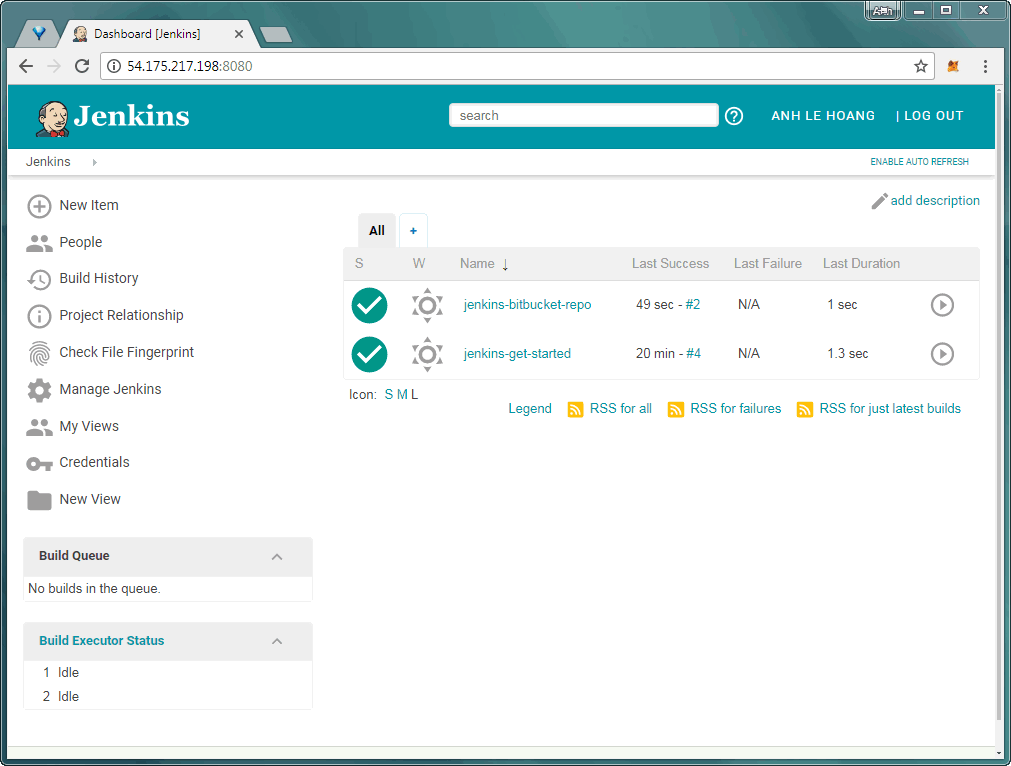 Anh
Dashboard [Jenkins]
54.175.217.198:8080
Jenkins
search
ANH LE HOANG
| LOG OUT
Jenkins
ENABLE AUTO REFRESH
New Item
People
Build History
Project Relationship
Check File Fingerprint
Manage Jenkins
My Views
Credentials
New View
Build Queue
No builds in the queue.
Build Executor Status
1 Idle
2 Idle
add description
All +
S W Name ↓ Last Success Last Failure Last Duration
jenkins-bitbucket-repo 49 sec - #2 N/A 1 sec
jenkins-get-started 20 min - #4 N/A 1.3 sec
Icon: S M L
Legend RSS for all RSS for failures RSS for just latest builds